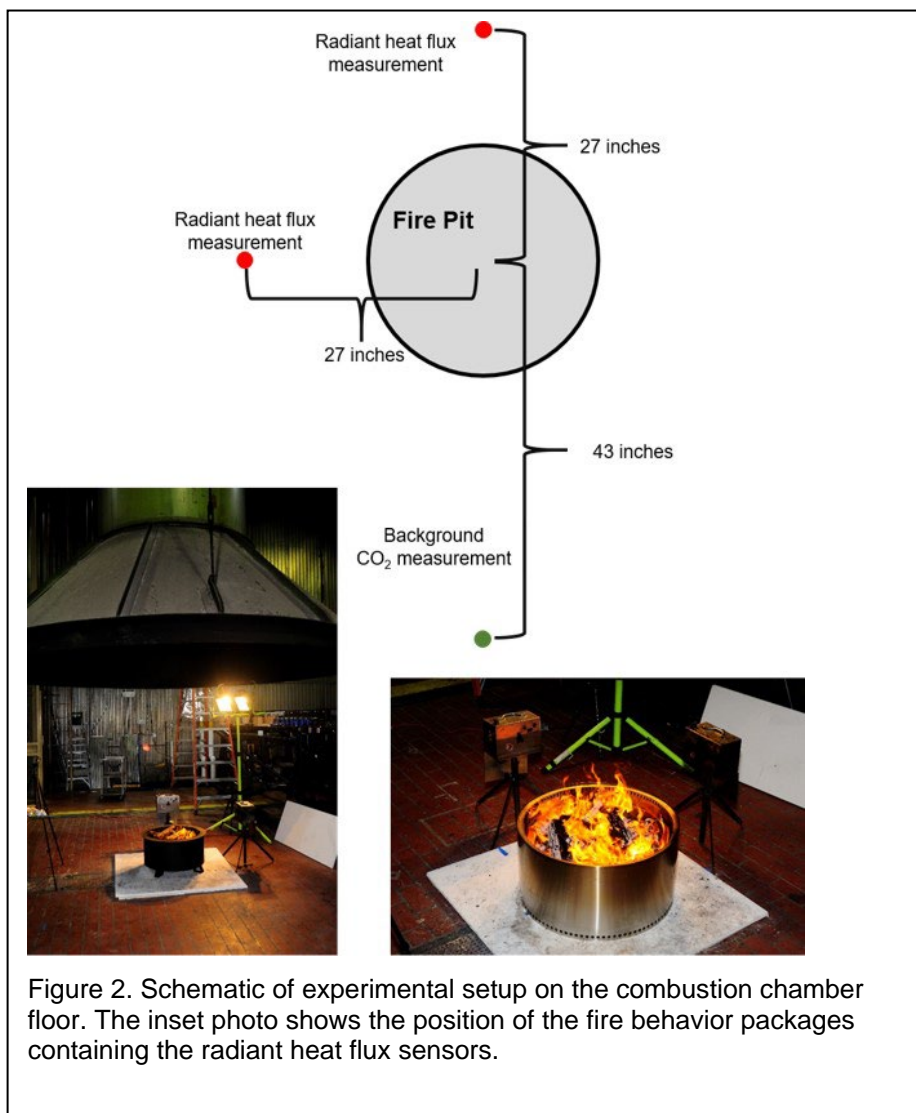 Radiant heat flux
measurement
27 inches
Radiant heat flux
measurement
Fire Pit
27 inches
43 inches
Background
CO₂ measurement
Figure 2. Schematic of experimental setup on the combustion chamber
floor. The inset photo shows the position of the fire behavior packages
containing the radiant heat flux sensors.